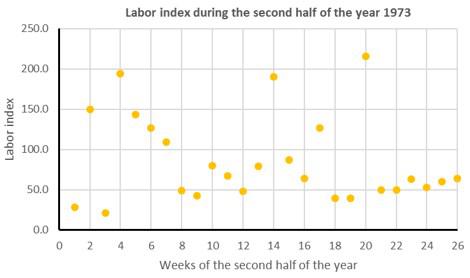 Labor index during the second half of the year 1973
250.0
200.0
150.0
100.0
50.0
0.0
Labor index
0 2 4 6 8 10 12 14 16 18 20 22 24 26
Weeks of the second half of the year